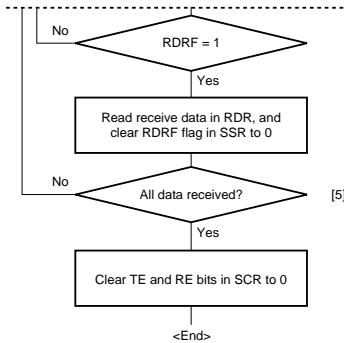 No
RDRF = 1
Yes
Read receive data in RDR, and
clear RDRF flag in SSR to 0
No
All data received?
[5]
Yes
Clear TE and RE bits in SCR to 0
<End>